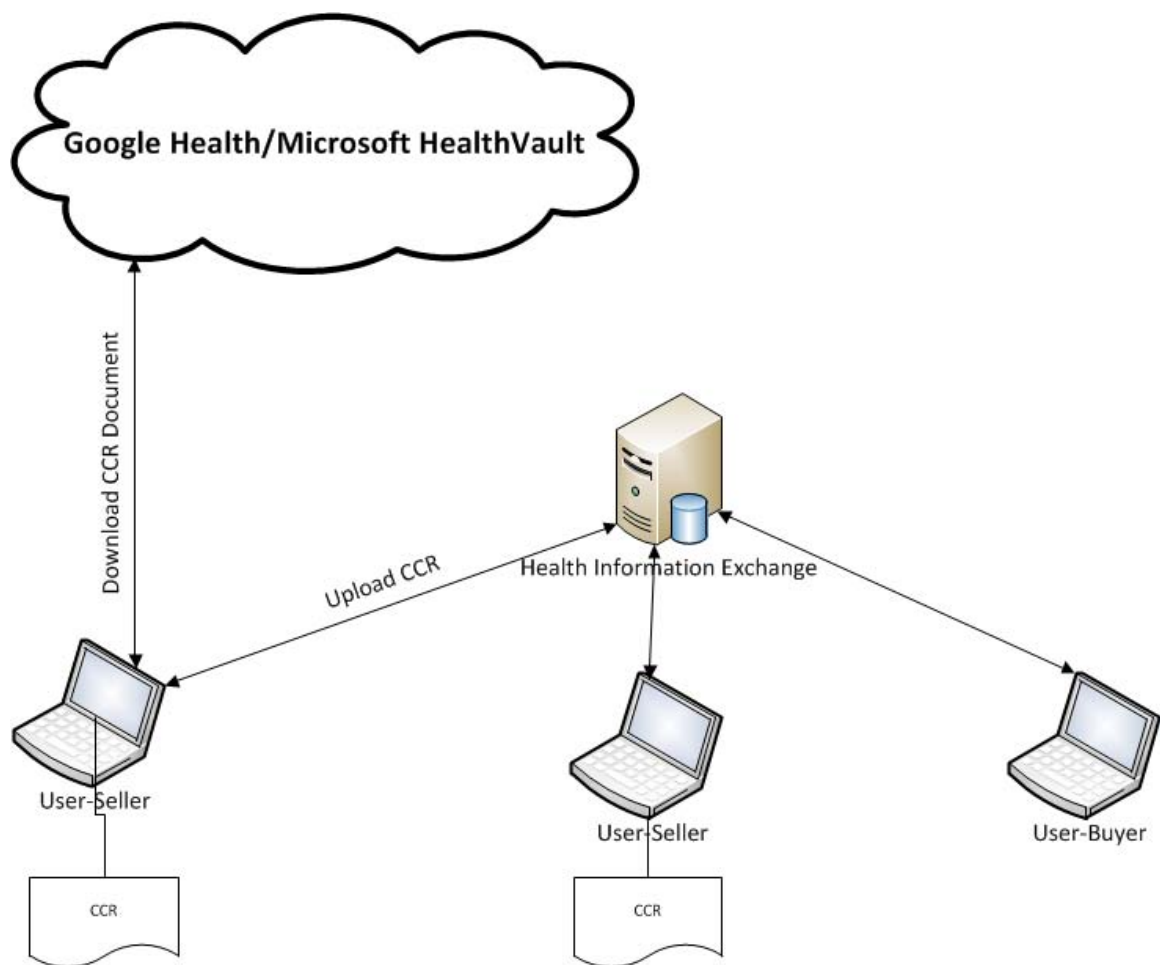 Google Health/Microsoft HealthVault
Download CCR Document
Upload CCR
Health Information Exchange
User-Seller
User-Seller
User-Buyer
CCR
CCR